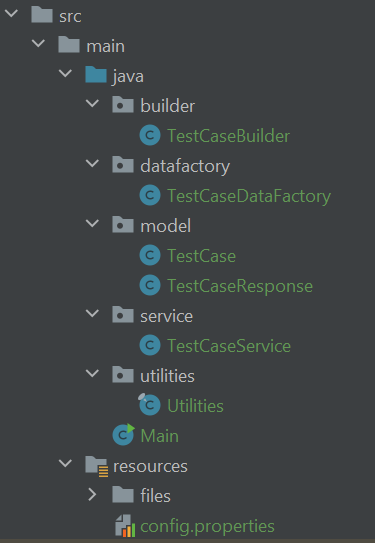 src
main
java
builder
TestCaseBuilder
datafactory
TestCaseDataFactory
model
TestCase
TestCaseResponse
service
TestCaseService
utilities
Utilities
Main
resources
files
config.properties